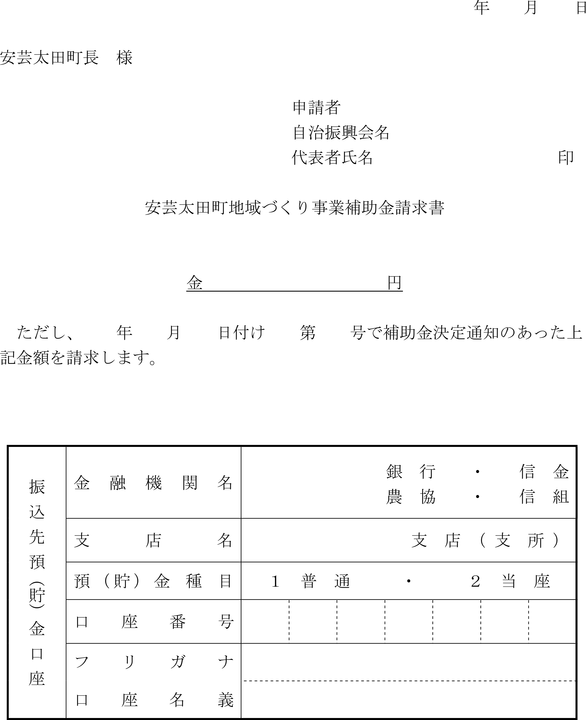 年　　月　　日
安芸太田町長　様
申請者
自治振興会名
代表者氏名　　　　　　　　　　　印
安芸太田町地域づくり事業補助金請求書
金　　　　　　　　　　　円
ただし、　　年　　月　　日付け　　第　　号で補助金決定通知のあった上
記金額を請求します。
振込先預（貯）金口座
金融機関名
銀行・信金
農協・信組
支店名
支店（支所）
預（貯）金種目
1 普通 ・ 2 当座
口座番号
フリガナ
口座名義